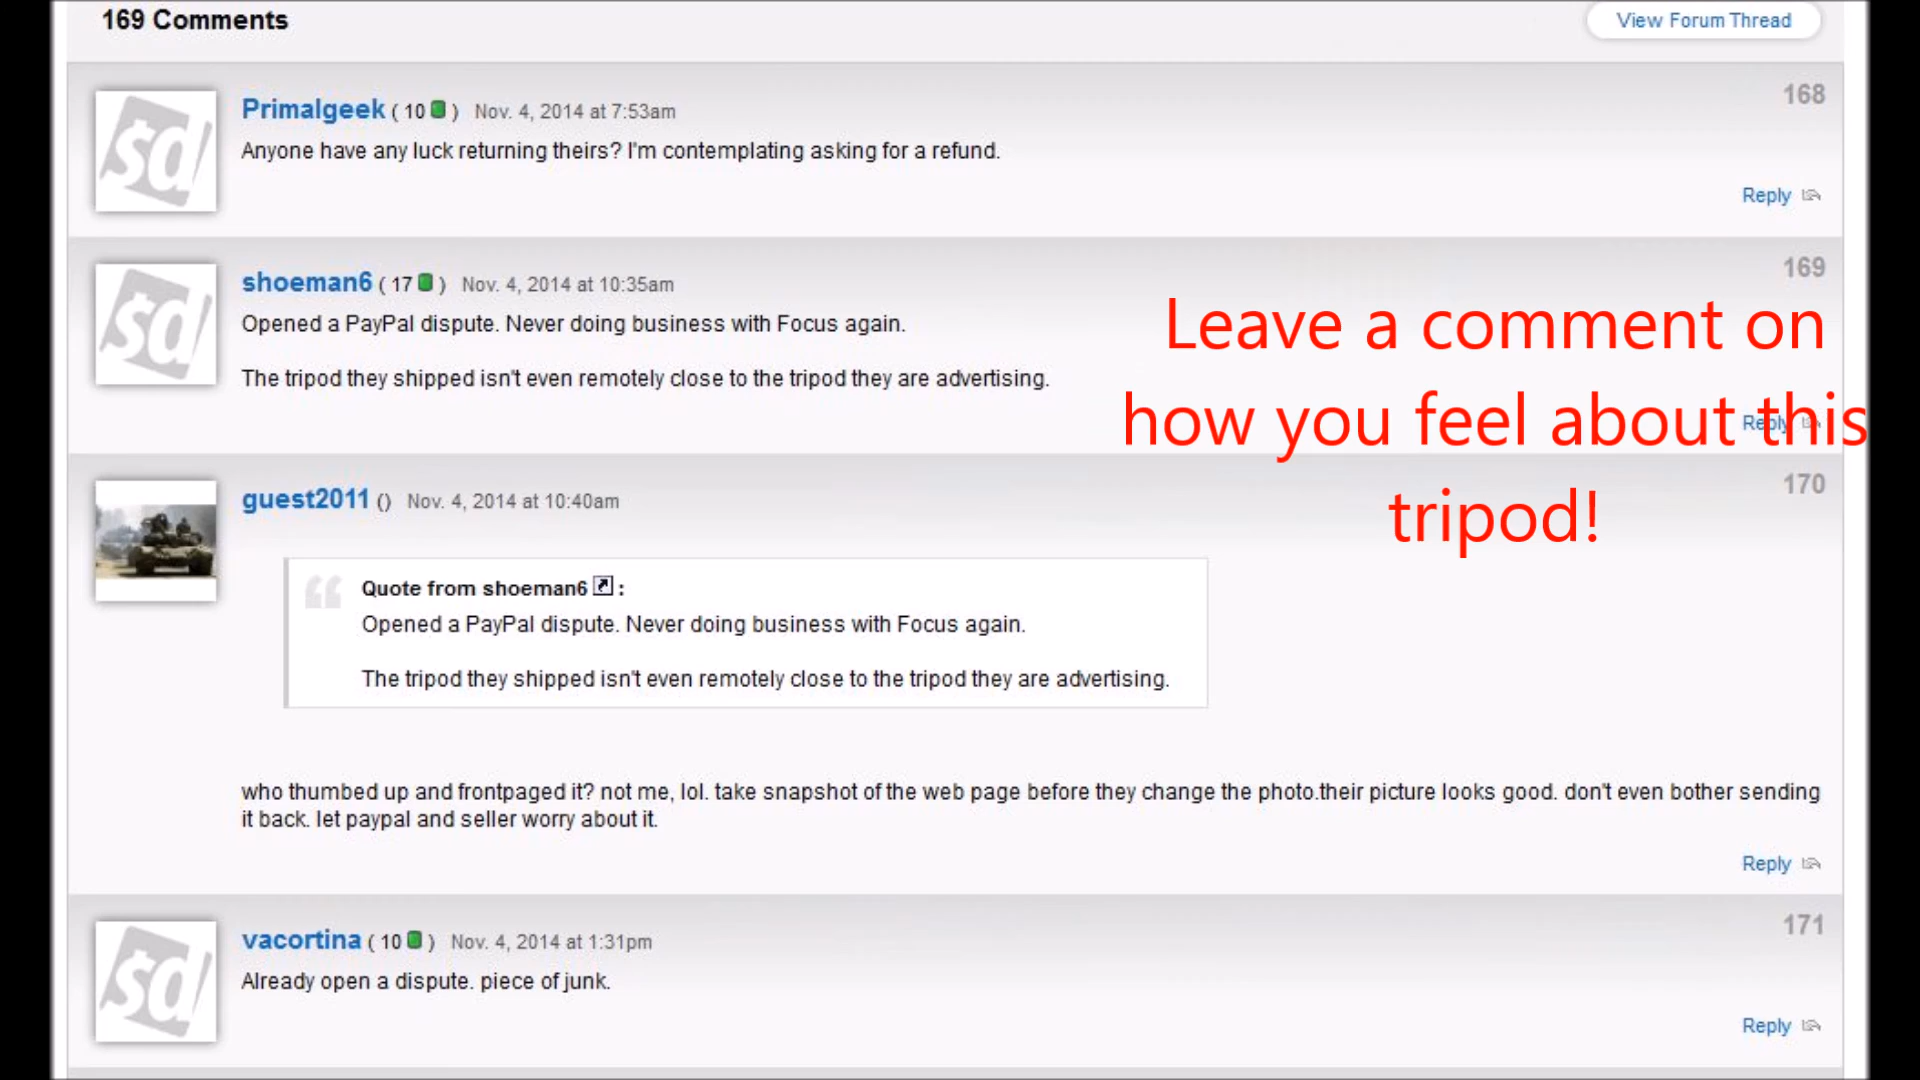 169 Comments
View Forum Thread
sd
Primalgeek ( 10 ) Nov. 4, 2014 at 7:53am
168
Anyone have any luck returning theirs? I'm contemplating asking for a refund.
Reply
sd
shoeman6 ( 17 ) Nov. 4, 2014 at 10:35am
169
Opened a PayPal dispute. Never doing business with Focus again.
The tripod they shipped isn't even remotely close to the tripod they are advertising.
Reply
Leave a comment on
how you feel about this
tripod!
guest2011 () Nov. 4, 2014 at 10:40am
170
Quote from shoeman6 :
Opened a PayPal dispute. Never doing business with Focus again.
The tripod they shipped isn't even remotely close to the tripod they are advertising.
who thumbed up and frontpaged it? not me, lol. take snapshot of the web page before they change the photo.their picture looks good. don't even bother sending
it back. let paypal and seller worry about it.
Reply
sd
vacortina ( 10 ) Nov. 4, 2014 at 1:31pm
171
Already open a dispute. piece of junk.
Reply